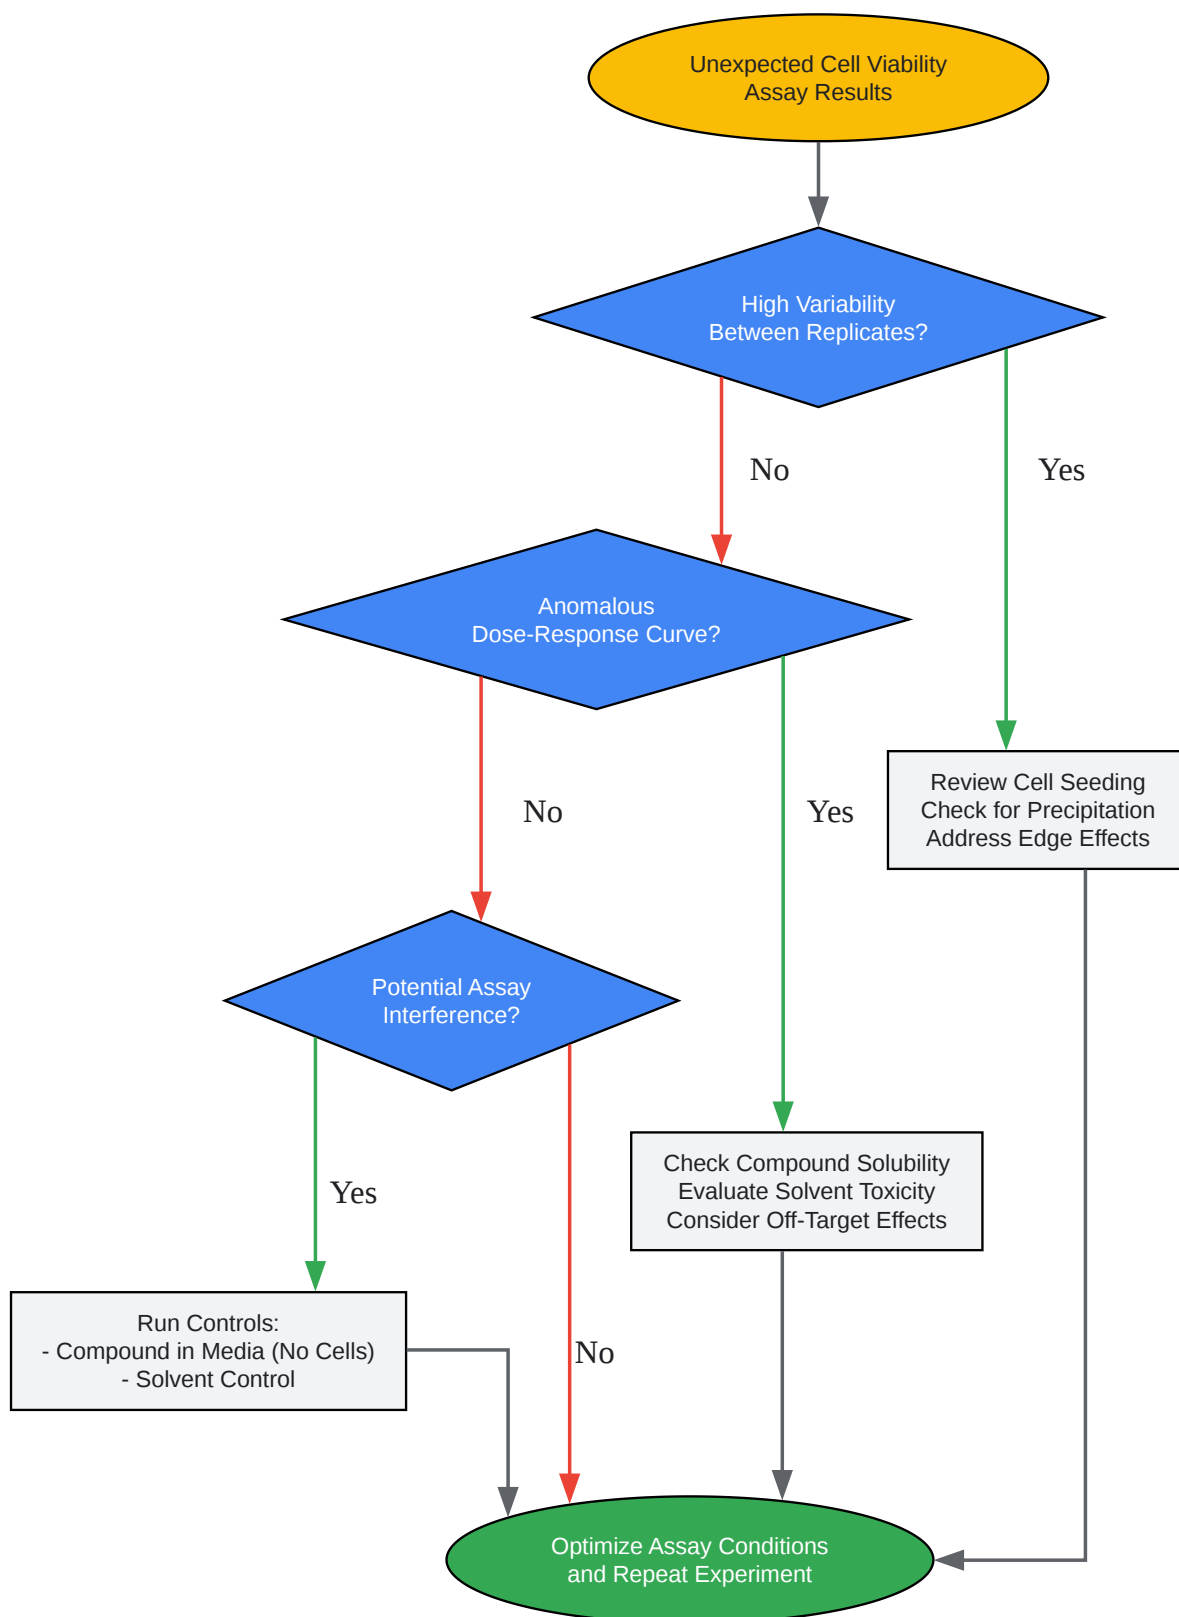 Unexpected Cell Viability
Assay Results
High Variability
Between Replicates?
No
Yes
Anomalous
Dose-Response Curve?
Review Cell Seeding
Check for Precipitation
Address Edge Effects
No
Yes
Potential Assay
Interference?
Check Compound Solubility
Evaluate Solvent Toxicity
Consider Off-Target Effects
Yes
Run Controls:
- Compound in Media (No Cells)
- Solvent Control
No
Optimize Assay Conditions
and Repeat Experiment